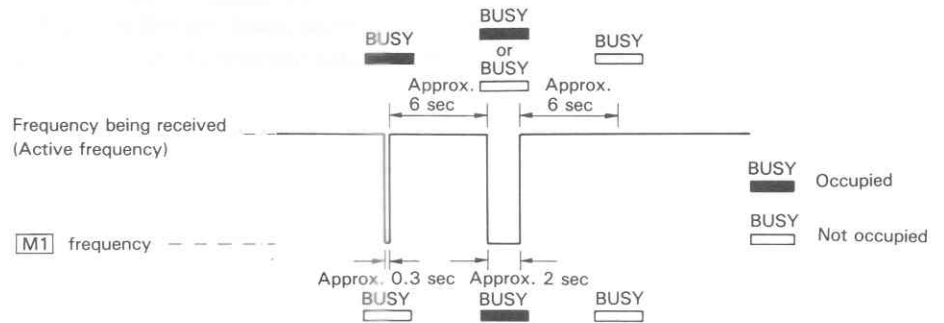 BUSY
BUSY
or
BUSY
BUSY
Approx.
6 sec
Approx.
6 sec
Frequency being received
(Active frequency)
BUSY
Occupied
BUSY
Not occupied
M1 frequency
Approx. 0.3 sec
Approx. 2 sec
BUSY
BUSY
BUSY